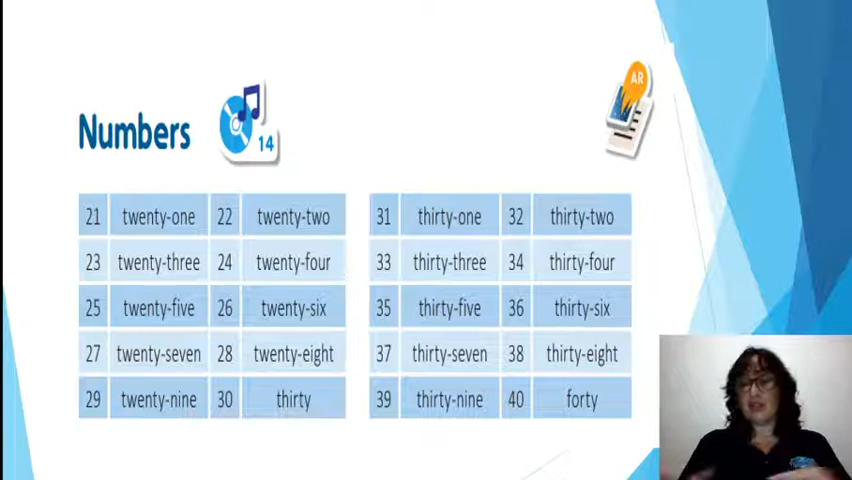 AR
Numbers
14
21 twenty-one 22 twenty-two 31 thirty-one 32 thirty-two
23 twenty-three 24 twenty-four 33 thirty-three 34 thirty-four
25 twenty-five 26 twenty-six 35 thirty-five 36 thirty-six
27 twenty-seven 28 twenty-eight 37 thirty-seven 38 thirty-eight
29 twenty-nine 30 thirty 39 thirty-nine 40 forty